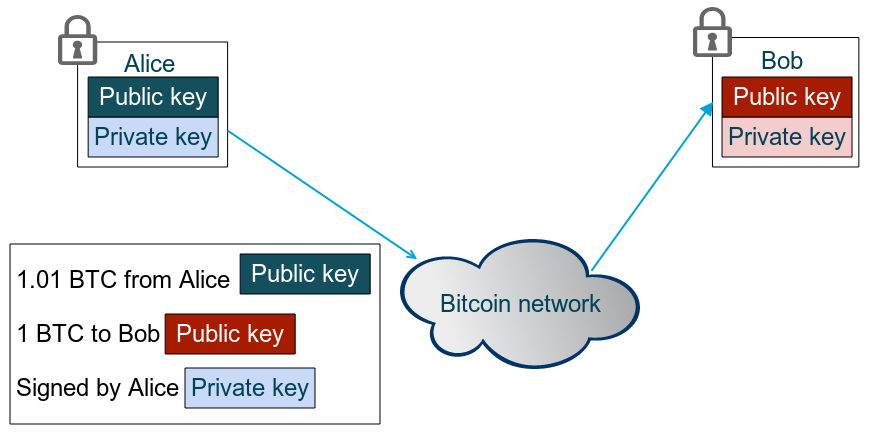 Alice
Public key
Private key
Bob
Public key
Private key
1.01 BTC from Alice Public key
1 BTC to Bob Public key
Signed by Alice Private key
Bitcoin network